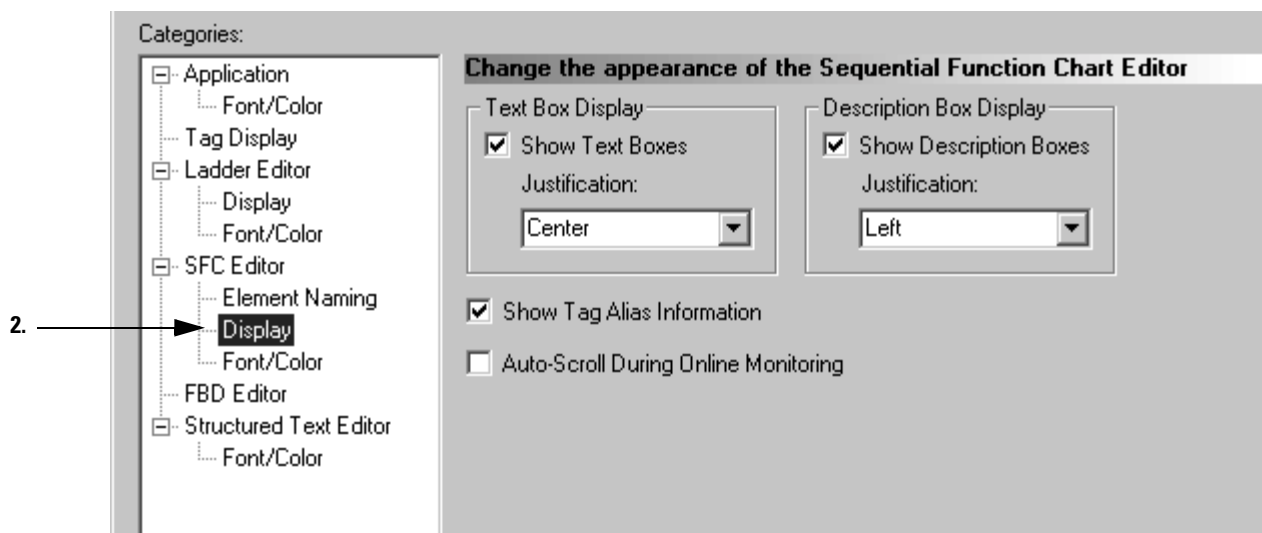 Categories:
Application
Font/Color
Tag Display
Ladder Editor
Display
Font/Color
SFC Editor
Element Naming
2.
Display
Font/Color
FBD Editor
Structured Text Editor
Font/Color
Change the appearance of the Sequential Function Chart Editor
Text Box Display
Show Text Boxes
Justification:
Center
Description Box Display
Show Description Boxes
Justification:
Left
Show Tag Alias Information
Auto-Scroll During Online Monitoring